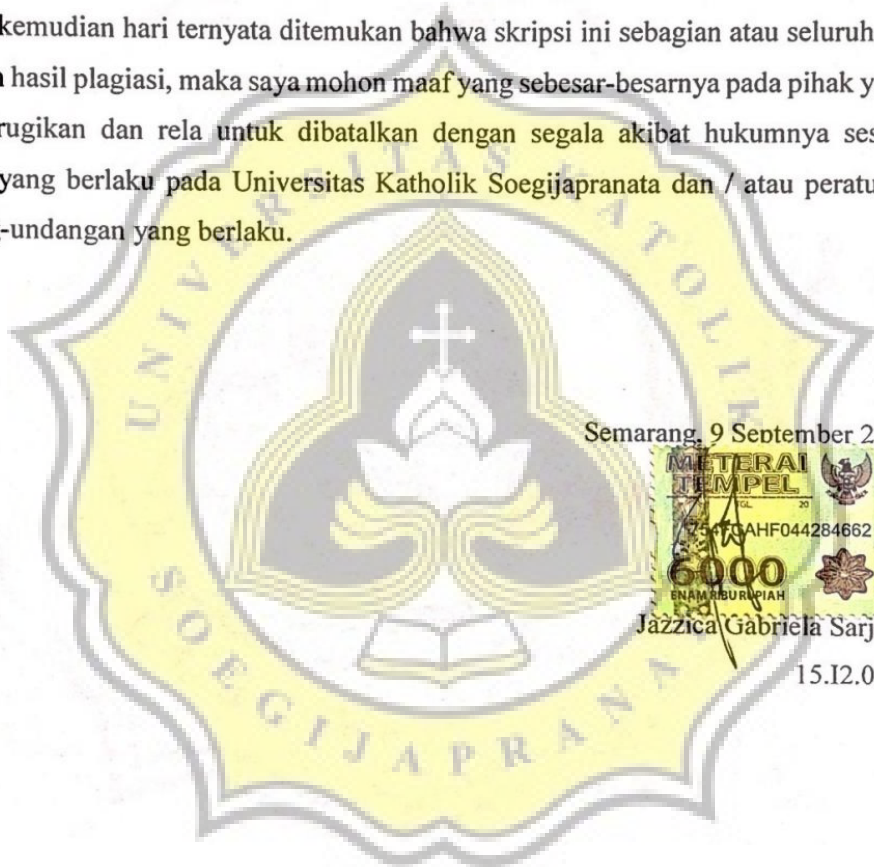 kemudian hari ternyata ditemukan bahwa skripsi ini sebagian atau seluruh
hasil plagiasi, maka saya mohon maaf yang sebesar-besarnya pada pihak y
rugikan dan rela untuk dibatalkan dengan segala akibat hukumnya ses
yang berlaku pada Universitas Katholik Soegijapranata dan / atau peratu
-undangan yang berlaku.
UNIVERSITAS KATOLIK
SOEGIJAPRANATA
Semarang, 9 September 2
METERAI
TEMPEL
TGL 20
AHF044284662
6000
ENAM RIBU RUPIAH
Jazzica Gabriela Sarj
15.I2.0